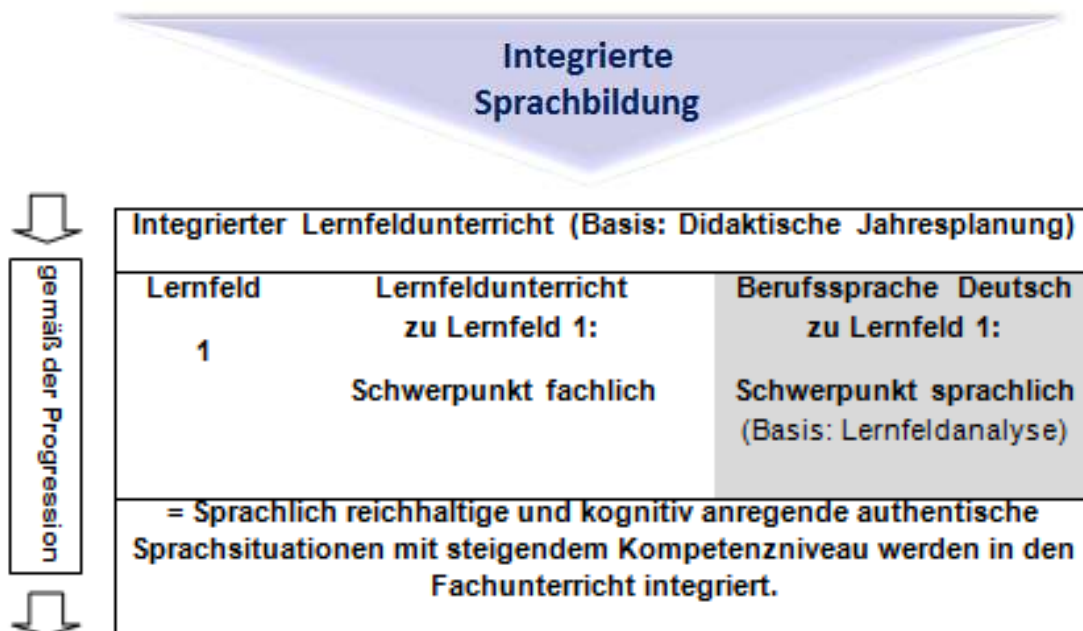 Integrierte
Sprachbildung
Integrierter Lernfeldunterricht (Basis: Didaktische Jahresplanung)
gemäß der Progression
Lernfeld
1
Lernfeldunterricht
zu Lernfeld 1:
Schwerpunkt fachlich
Berufssprache Deutsch
zu Lernfeld 1:
Schwerpunkt sprachlich
(Basis: Lernfeldanalyse)
= Sprachlich reichhaltige und kognitiv anregende authentische
Sprachsituationen mit steigendem Kompetenzniveau werden in den
Fachunterricht integriert.